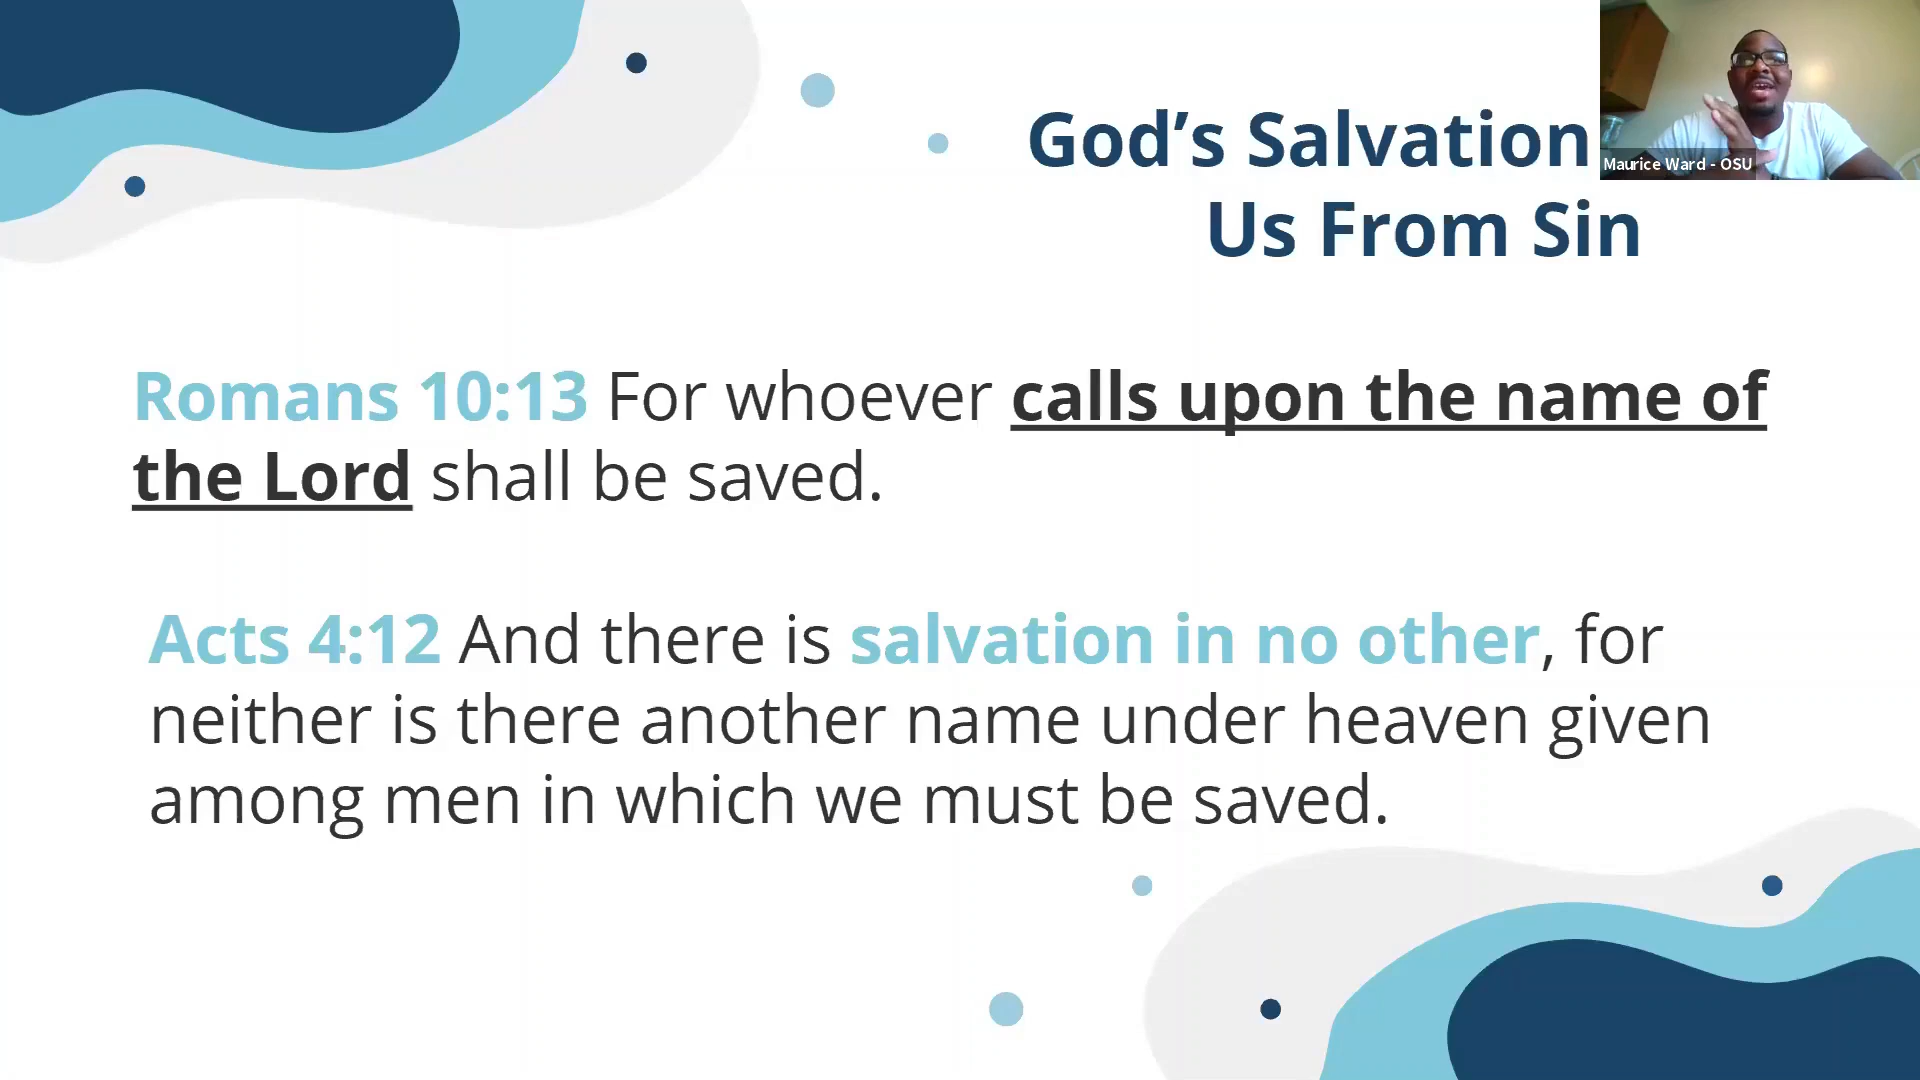 God’s Salvation
Us From Sin
Maurice Ward - OSU
Romans 10:13 For whoever calls upon the name of
the Lord shall be saved.
Acts 4:12 And there is salvation in no other, for
neither is there another name under heaven given
among men in which we must be saved.